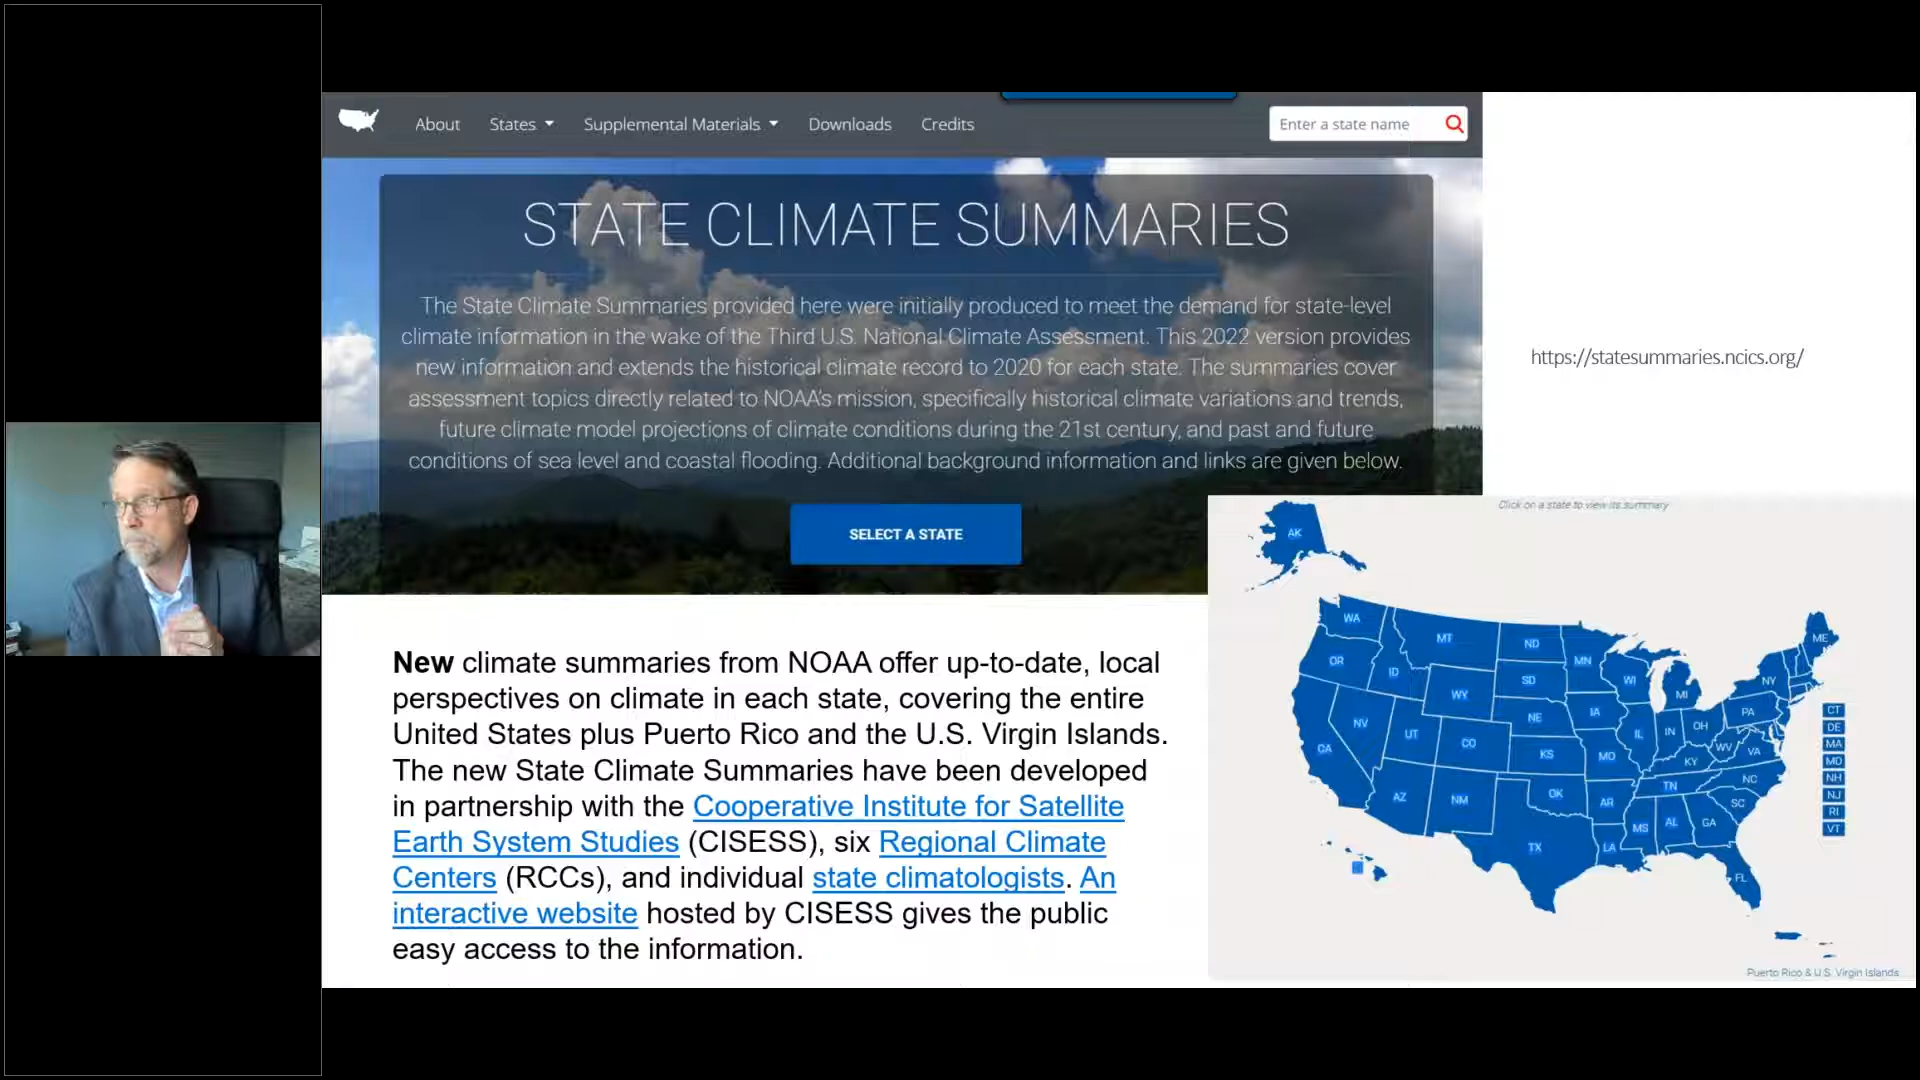 About States Supplemental Materials Downloads Credits Enter a state name
STATE CLIMATE SUMMARIES
The State Climate Summaries provided here were initially produced to meet the demand for state-level
climate information in the wake of the Third U.S. National Climate Assessment. This 2022 version provides
new information and extends the historical climate record to 2020 for each state. The summaries cover
assessment topics directly related to NOAA's mission, specifically historical climate variations and trends,
future climate model projections of climate conditions during the 21st century, and past and future
conditions of sea level and coastal flooding. Additional background information and links are given below.
SELECT A STATE
https://statesummaries.ncics.org/
New climate summaries from NOAA offer up-to-date, local
perspectives on climate in each state, covering the entire
United States plus Puerto Rico and the U.S. Virgin Islands.
The new State Climate Summaries have been developed
in partnership with the Cooperative Institute for Satellite
Earth System Studies (CISESS), six Regional Climate
Centers (RCCs), and individual state climatologists. An
interactive website hosted by CISESS gives the public
easy access to the information.
Click on a state to view its summary
AK
WA
MT
ND
MN
ME
OR
ID
SD
WI
NY
WY
MI
IA
PA
CT
NE
NV
UT
CO
IL
IN
OH
DE
CA
KS
MO
WV
VA
MA
KY
MD
NC
NH
AZ
NM
OK
AR
TN
SC
NJ
MS
AL
GA
RI
TX
LA
VT
FL
Puerto Rico & U.S. Virgin Islands